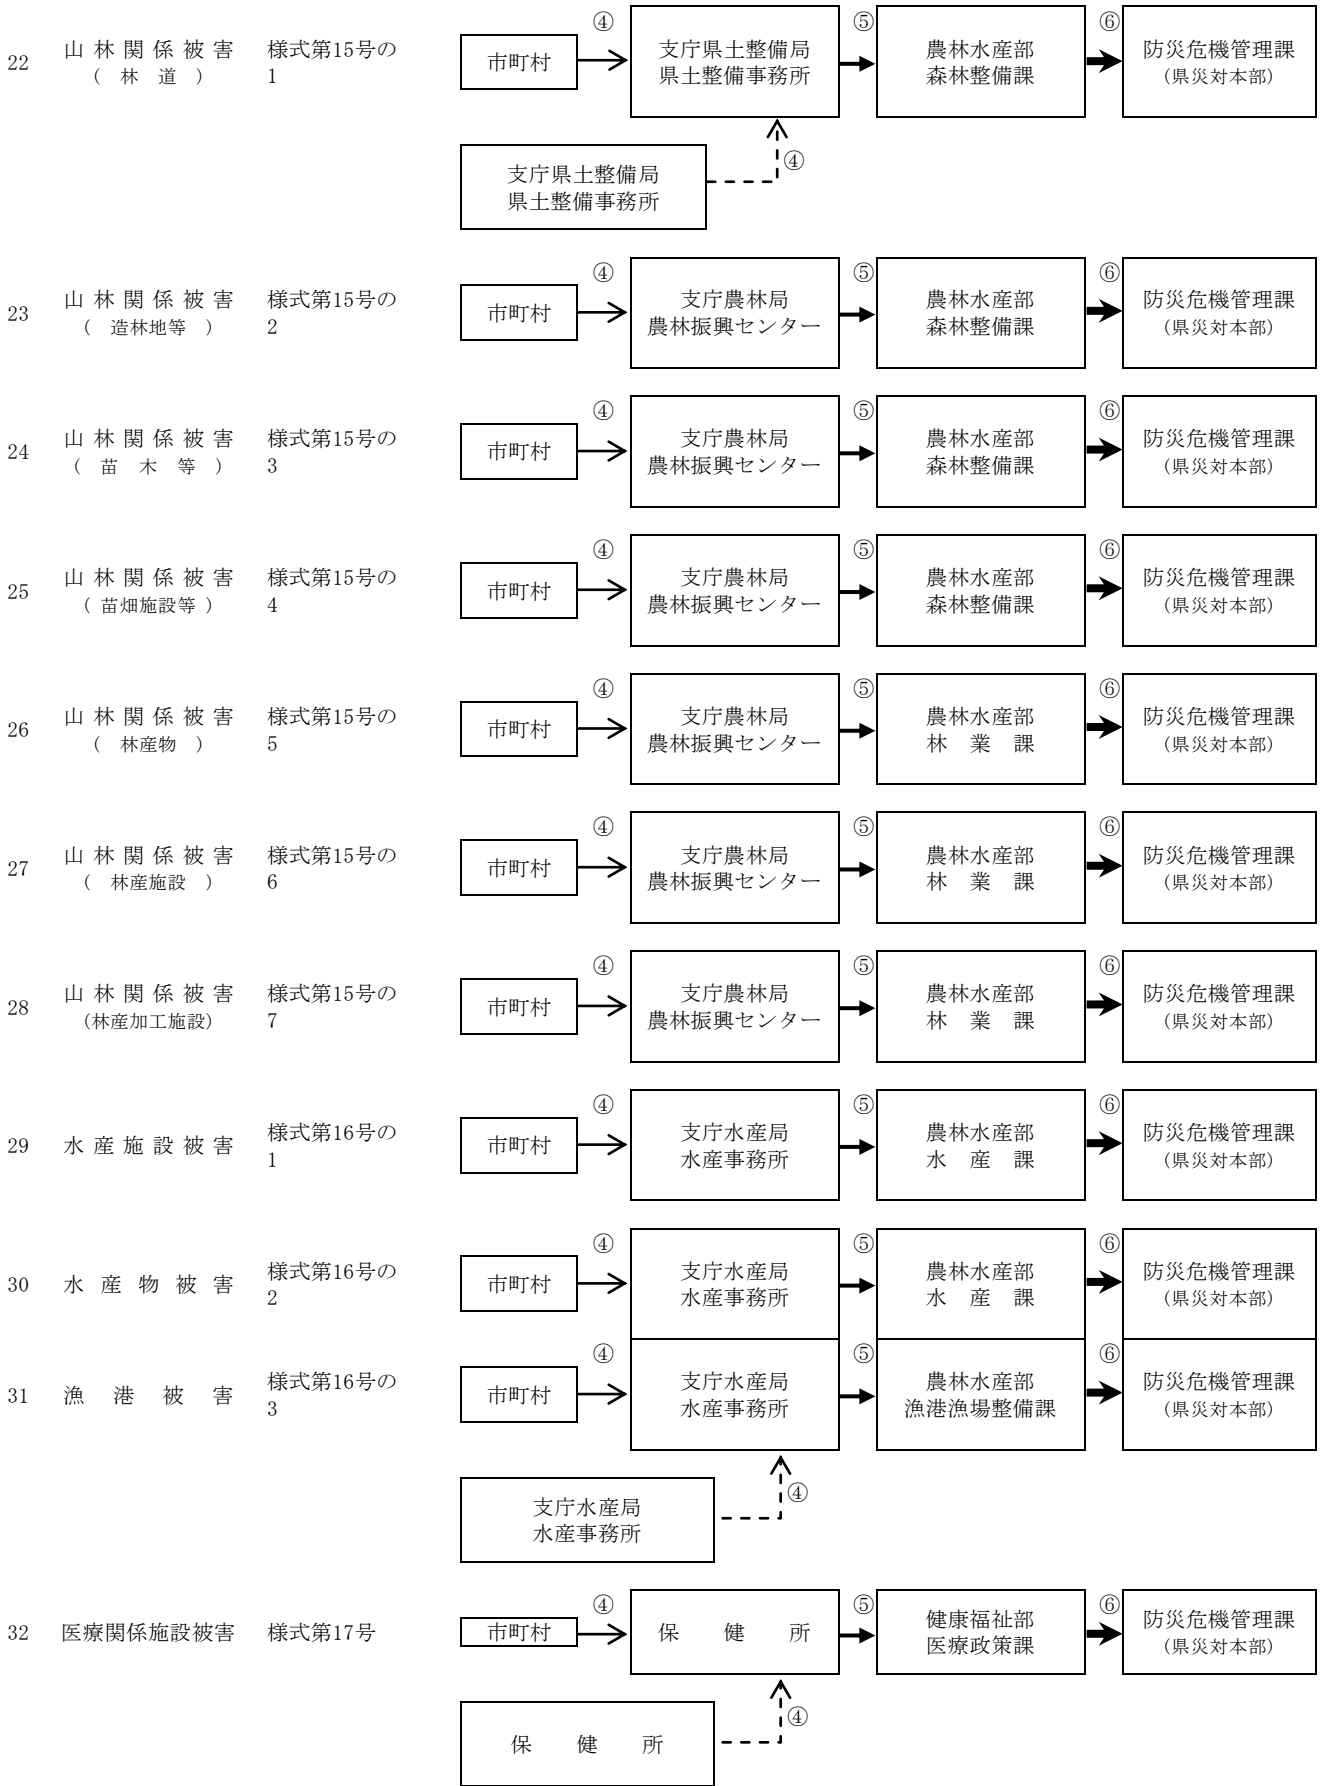 ④ ⑤ ⑥
22 山林関係被害 様式第15号の 市町村 支庁県土整備局 農林水産部 防災危機管理課
（ 林 道 ） 1 県土整備事務所 森林整備課 （県災対本部）
④
支庁県土整備局
県土整備事務所
④ ⑤ ⑥
23 山林関係被害 様式第15号の 市町村 支庁農林局 農林水産部 防災危機管理課
（ 造林地等 ） 2 農林振興センター 森林整備課 （県災対本部）
④ ⑤ ⑥
24 山林関係被害 様式第15号の 市町村 支庁農林局 農林水産部 防災危機管理課
（ 苗 木 等 ） 3 農林振興センター 森林整備課 （県災対本部）
④ ⑤ ⑥
25 山林関係被害 様式第15号の 市町村 支庁農林局 農林水産部 防災危機管理課
（ 苗畑施設等 ） 4 農林振興センター 森林整備課 （県災対本部）
④ ⑤ ⑥
26 山林関係被害 様式第15号の 市町村 支庁農林局 農林水産部 防災危機管理課
（ 林産物 ） 5 農林振興センター 林 業 課 （県災対本部）
④ ⑤ ⑥
27 山林関係被害 様式第15号の 市町村 支庁農林局 農林水産部 防災危機管理課
（ 林産施設 ） 6 農林振興センター 林 業 課 （県災対本部）
④ ⑤ ⑥
28 山林関係被害 様式第15号の 市町村 支庁農林局 農林水産部 防災危機管理課
（林産加工施設） 7 農林振興センター 林 業 課 （県災対本部）
④ ⑤ ⑥
29 水産施設被害 様式第16号の 市町村 支庁水産局 農林水産部 防災危機管理課
1 水産事務所 水 産 課 （県災対本部）
④ ⑤ ⑥
30 水産物被害 様式第16号の 市町村 支庁水産局 農林水産部 防災危機管理課
2 水産事務所 水 産 課 （県災対本部）
④ ⑤ ⑥
31 漁港被害 様式第16号の 市町村 支庁水産局 農林水産部 防災危機管理課
3 水産事務所 漁港漁場整備課 （県災対本部）
④
支庁水産局
水産事務所
④ ⑤ ⑥
32 医療関係施設被害 様式第17号 市町村 保 健 所 健康福祉部 防災危機管理課
医療政策課 （県災対本部）
④
保 健 所